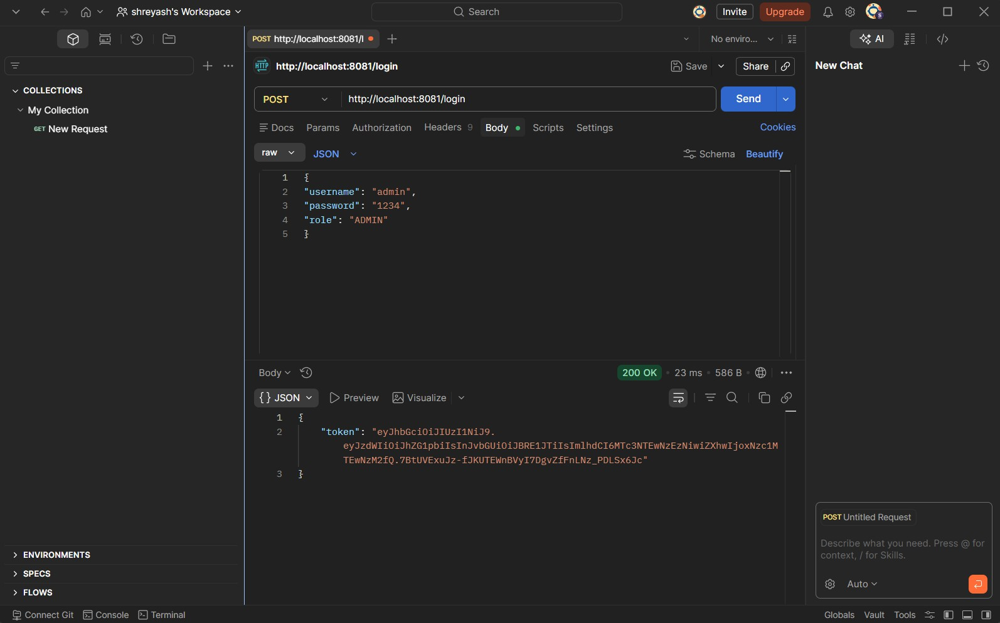 shreyash's Workspace
Search
Invite
Upgrade
S
POST http://localhost:8081/l
No enviro...
AI
HTTP http://localhost:8081/login
Save
Share
New Chat
COLLECTIONS
My Collection
GET New Request
POST
http://localhost:8081/login
Send
Docs
Params
Authorization
Headers 9
Body
Scripts
Settings
Cookies
raw
JSON
Schema
Beautify
1 {
2 "username": "admin",
3 "password": "1234",
4 "role": "ADMIN"
5 }
Body
200 OK
23 ms
586 B
{} JSON
Preview
Visualize
1 {
2 "token": "eyJhbGciOiJIUzI1NiJ9.
eyJzdWIiOiJhZG1pbiIsInJvbGUiOiJBRE1JTiIsImlhdCI6MTc3NTEwNzEzNiwiZXhwIjoxNzc1M
TEwNzM2fQ.7BtUVExuJz-fJKUTEWnBVyI7DgvZfFnLNz_PDLSx6Jc"
3 }
POST Untitled Request
Describe what you need. Press @ for
context, / for Skills.
Auto
ENVIRONMENTS
SPECS
FLOWS
Connect Git
Console
Terminal
Globals
Vault
Tools